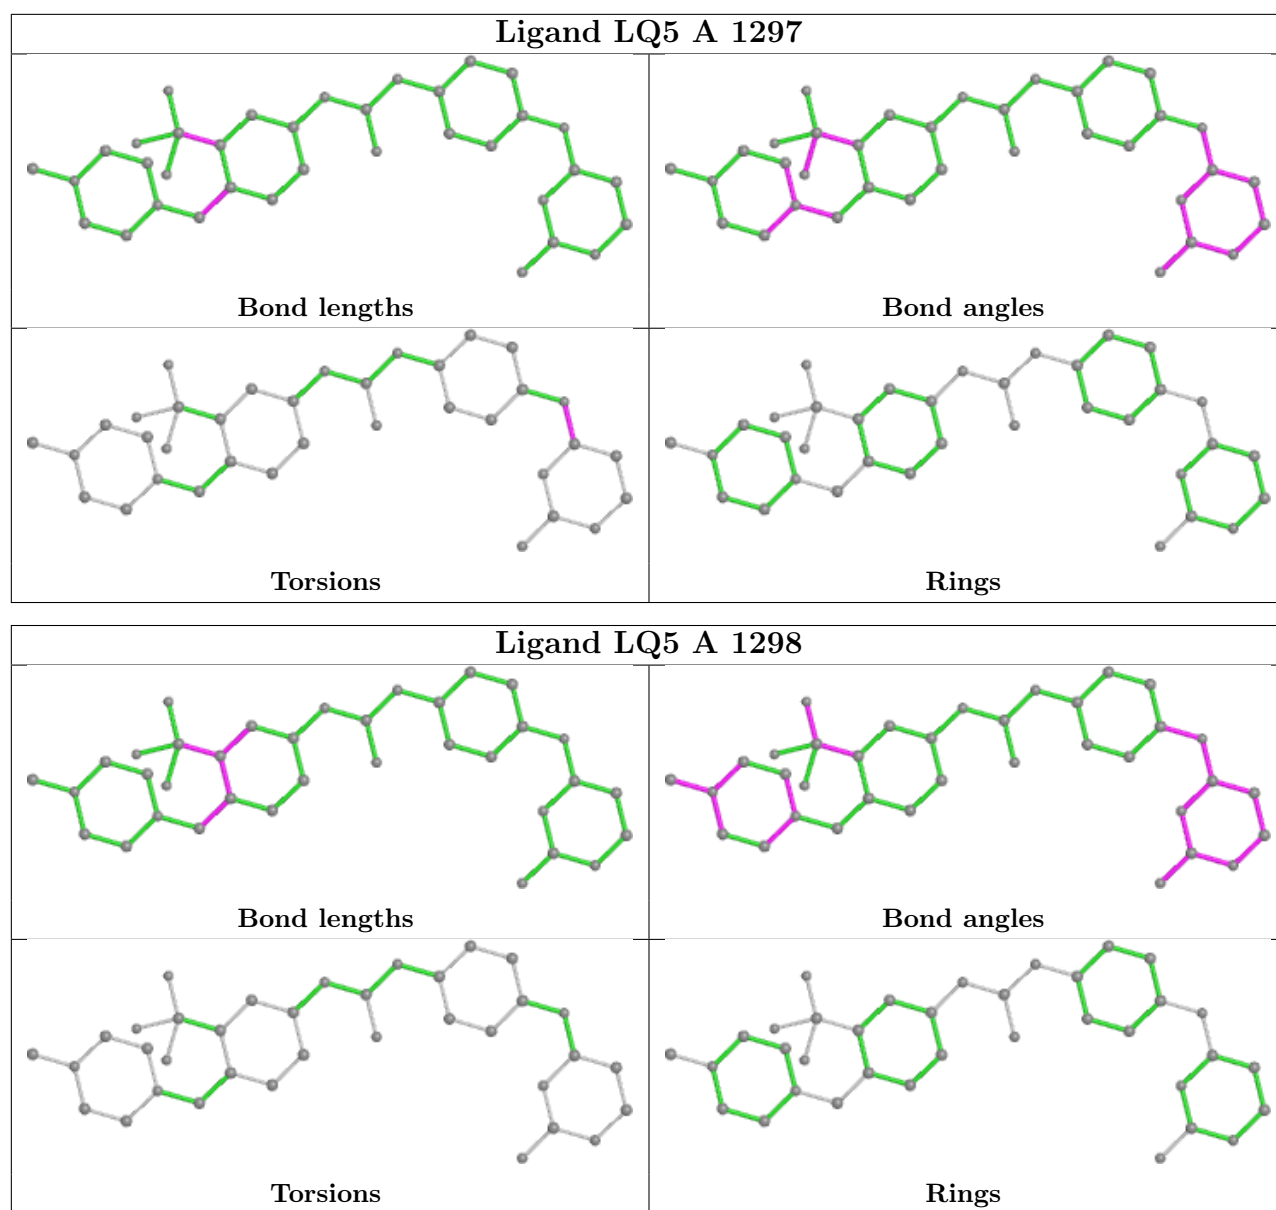 Ligand LQ5 A 1297
Bond lengths
Bond angles
Torsions
Rings
Ligand LQ5 A 1298
Bond lengths
Bond angles
Torsions
Rings